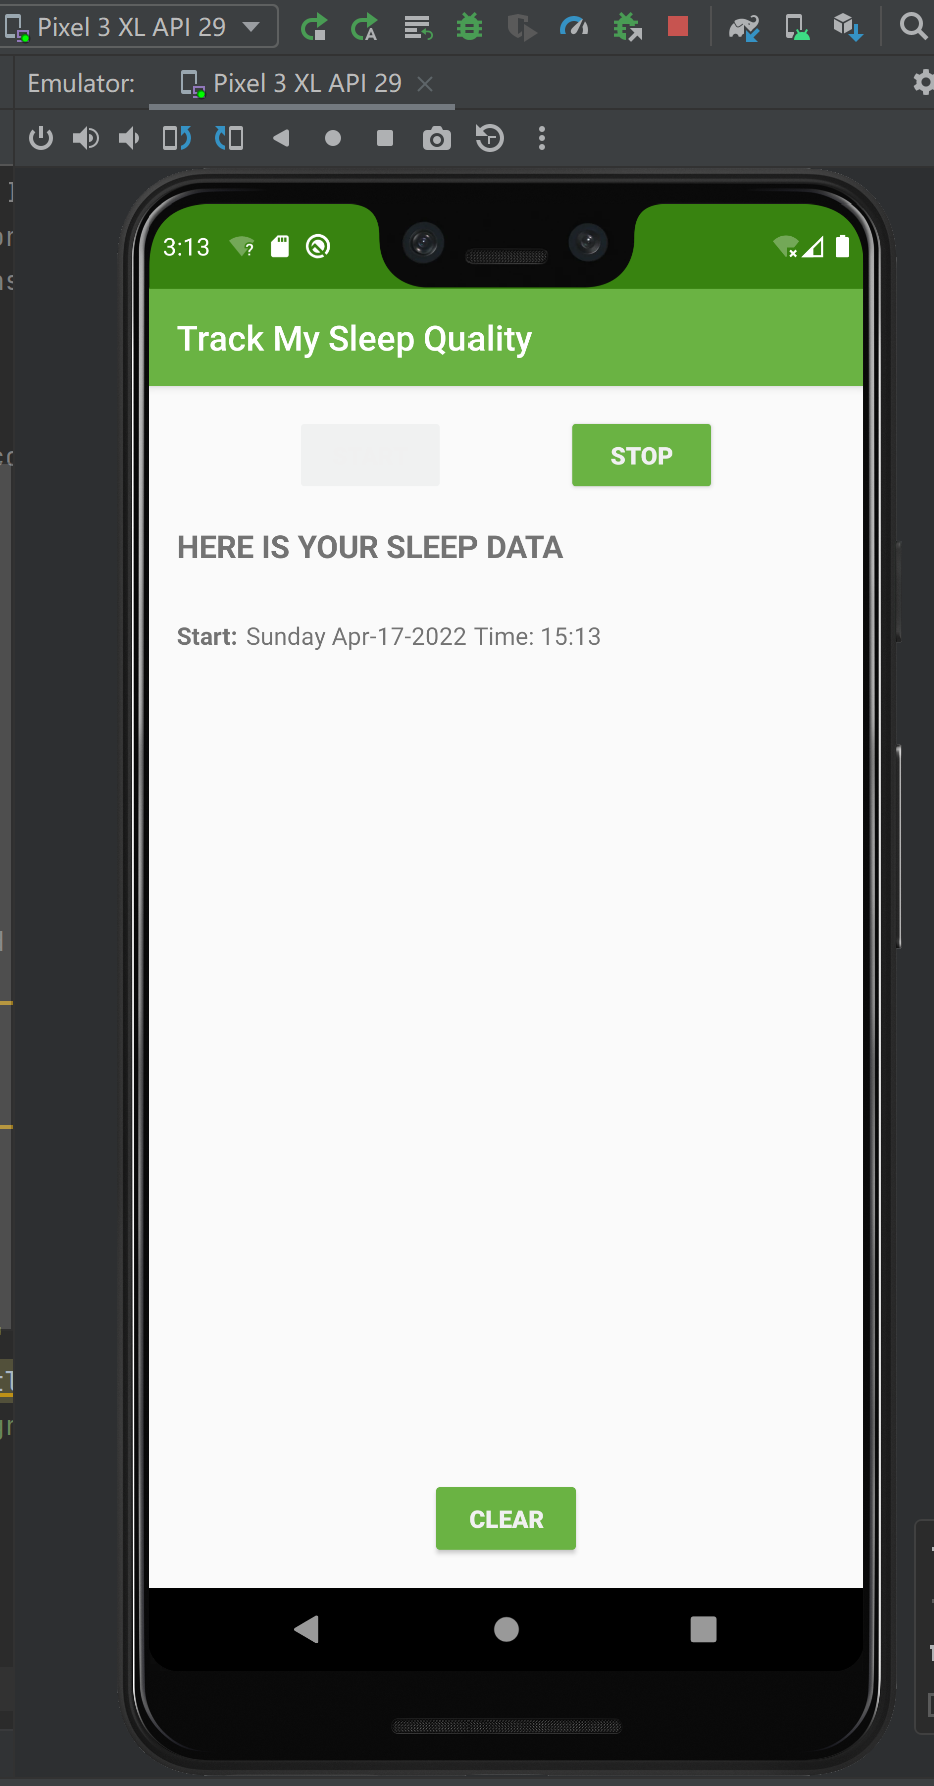 Pixel 3 XL API 29
Emulator: Pixel 3 XL API 29
3:13
Track My Sleep Quality
STOP
HERE IS YOUR SLEEP DATA
Start: Sunday Apr-17-2022 Time: 15:13
CLEAR